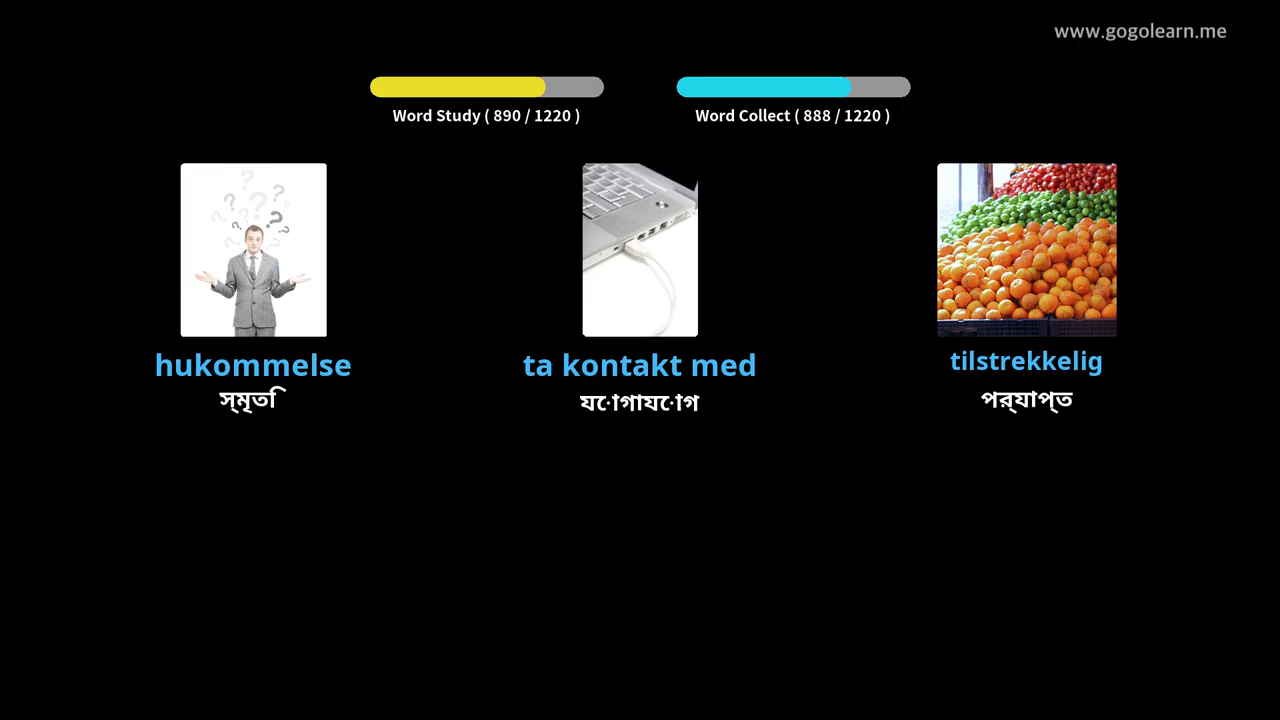 www.gogolearn.me
Word Study ( 890 / 1220 )
Word Collect ( 888 / 1220 )
hukommelse
ta kontakt med
tilstrekkelig
স্মৃতি
যোগাযোগ
পর্যাপ্ত